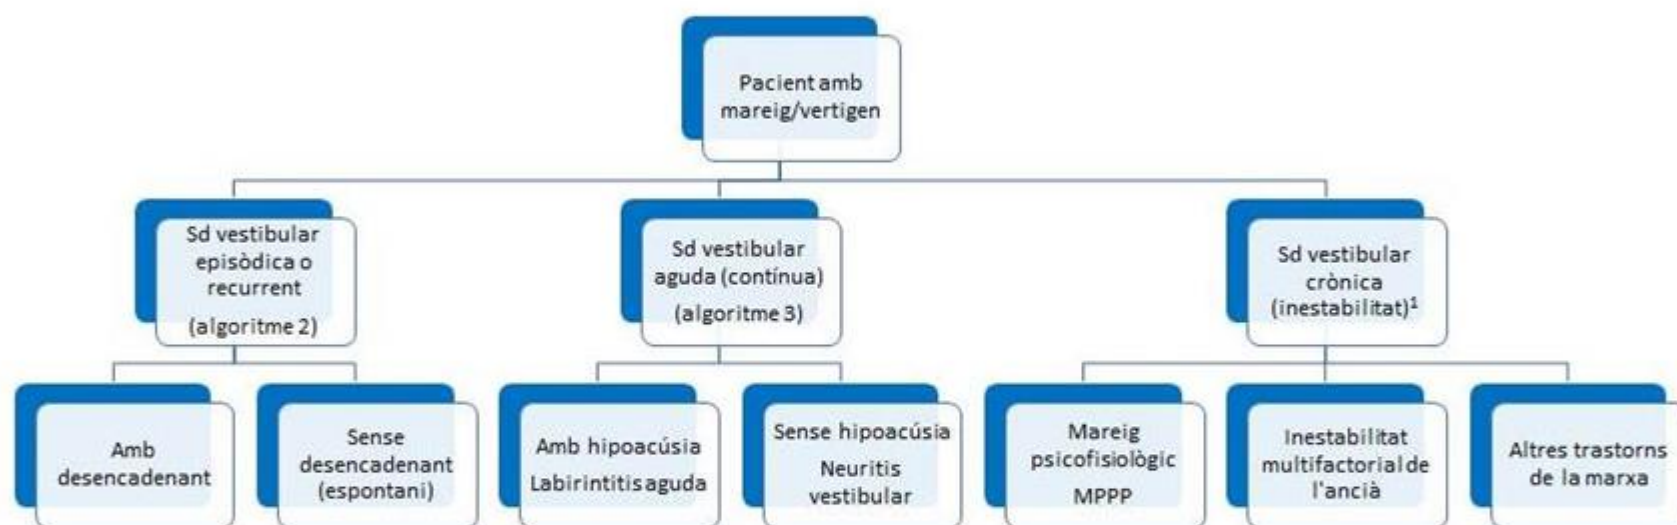 Pacient amb
mareig/vertigen
Sd vestibular
episòdica o
recurrent
(algoritme 2)
Sd vestibular
aguda (contínua)
(algoritme 3)
Sd vestibular
crònica
(inestabilitat)¹
Amb
desencadenant
Sense
desencadenant
(espontani)
Amb hipoacúsia
Labirintitis aguda
Sense hipoacúsia
Neuritis
vestibular
Mareig
psicofisiològic
MPPP
Inestabilitat
multifactorial de
l'ancià
Altres trastorns
de la marxa